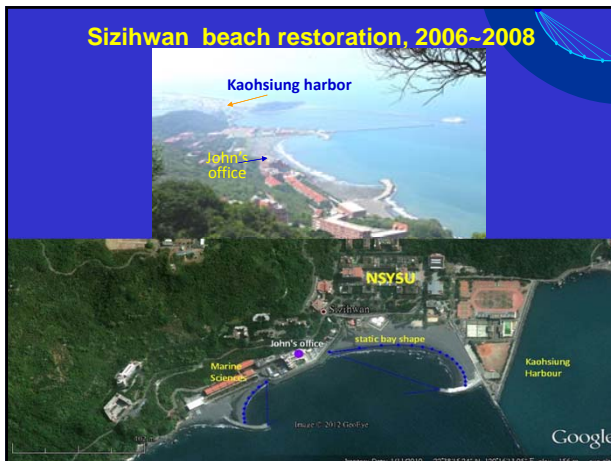 Sizihwan beach restoration, 2006~2008
Kaohsiung harbor
John's
office
NSYSU
Sizihwan
John's office
static bay shape
Marine
Sciences
Kaohsiung
Harbour
Image © 2012 GeoEye
Google